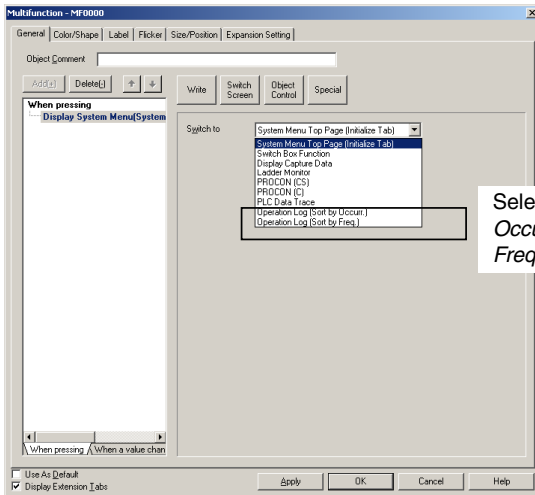 Multifunction - MF0000
General Color/Shape Label Flicker Size/Position Expansion Setting
Object Comment
Add(+) Delete(-)
Write Switch Screen Object Control Special
When pressing
Display System Menu(System
Switch to System Menu Top Page (Initialize Tab)
System Menu Top Page (Initialize Tab)
Switch Box Function
Display Capture Data
Ladder Monitor
PROCON (CS)
PROCON (C)
PLC Data Trace
Operation Log (Sort by Occurr.)
Operation Log (Sort by Freq.)
Sele
Occu
Freq
When pressing When a value chan
Use As Default
Display Extension Tabs
Apply OK Cancel Help